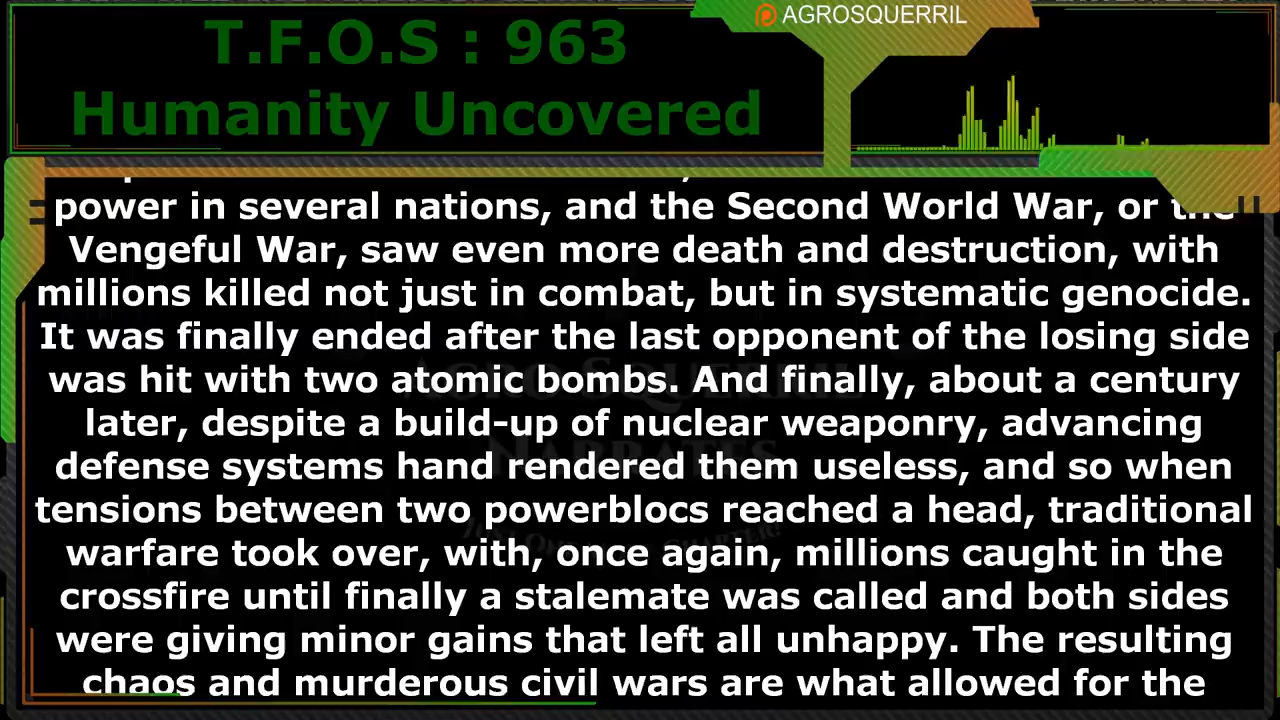 AGROSQUERRIL
T.F.O.S : 963
Humanity Uncovered
power in several nations, and the Second World War, or the
Vengeful War, saw even more death and destruction, with
millions killed not just in combat, but in systematic genocide.
It was finally ended after the last opponent of the losing side
was hit with two atomic bombs. And finally, about a century
later, despite a build-up of nuclear weaponry, advancing
defense systems hand rendered them useless, and so when
tensions between two powerblocs reached a head, traditional
warfare took over, with, once again, millions caught in the
crossfire until finally a stalemate was called and both sides
were giving minor gains that left all unhappy. The resulting
chaos and murderous civil wars are what allowed for the
Agro Squerril
Narrates